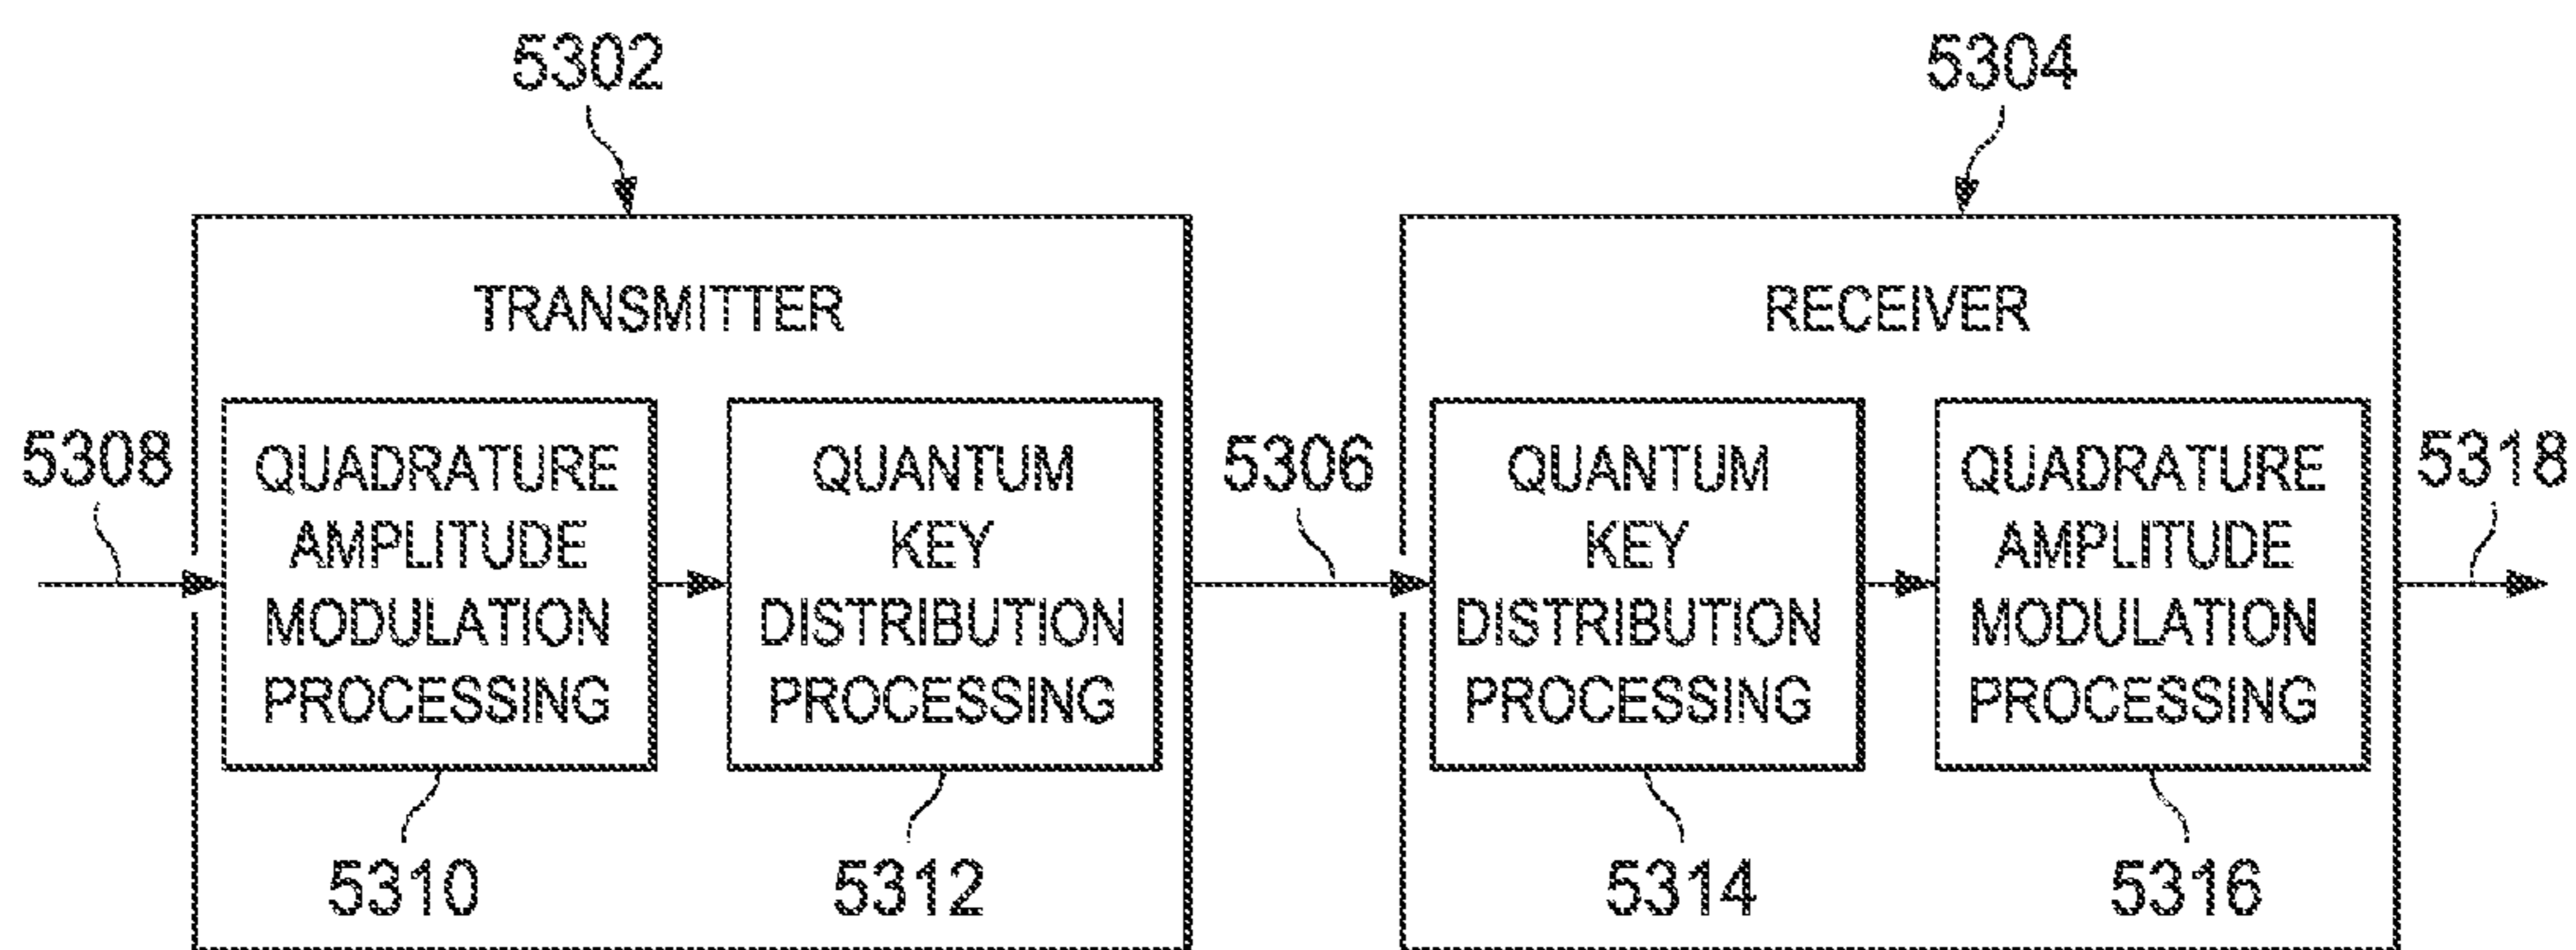 5302
5304
TRANSMITTER
RECEIVER
5308
QUADRATURE
AMPLITUDE
MODULATION
PROCESSING
QUANTUM
KEY
DISTRIBUTION
PROCESSING
5306
QUANTUM
KEY
DISTRIBUTION
PROCESSING
QUADRATURE
AMPLITUDE
MODULATION
PROCESSING
5318
5310
5312
5314
5316